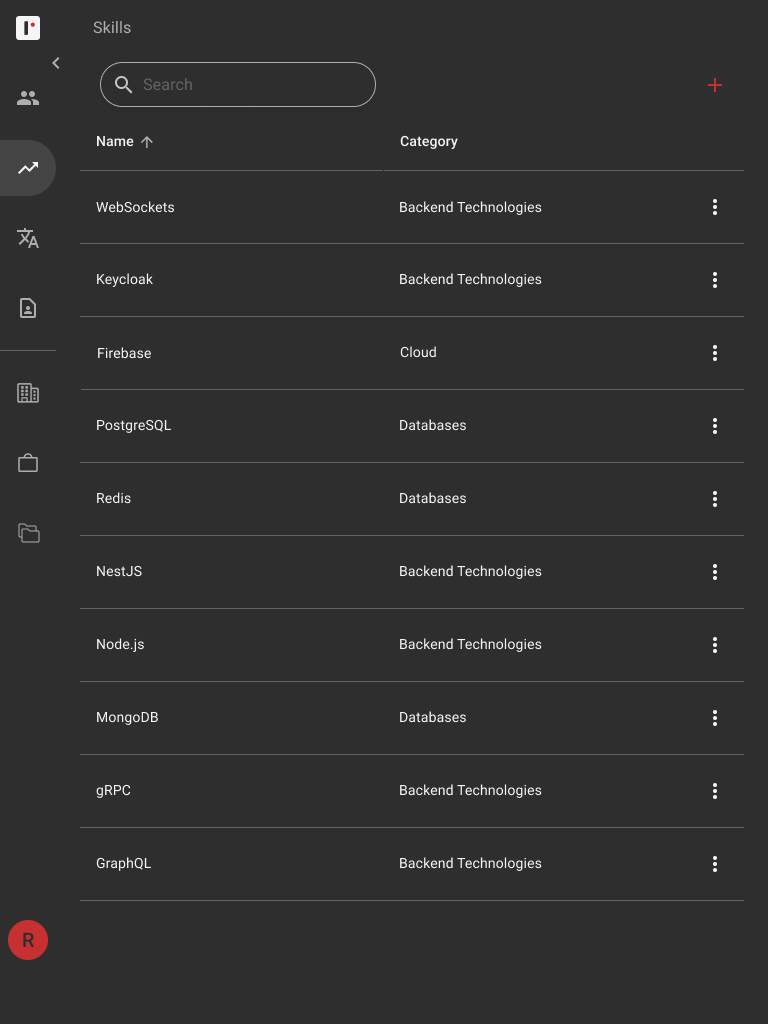 Skills
Search
Name Category
WebSockets Backend Technologies
Keycloak Backend Technologies
Firebase Cloud
PostgreSQL Databases
Redis Databases
NestJS Backend Technologies
Node.js Backend Technologies
MongoDB Databases
gRPC Backend Technologies
GraphQL Backend Technologies
R